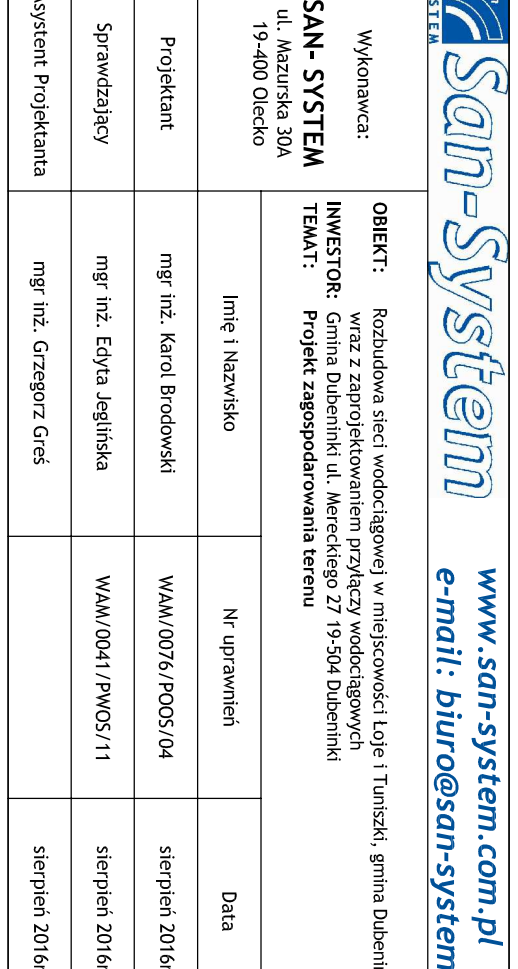 STEM
San-System
www.san-system.com.pl
e-mail: biuro@san-system
Wykonawca:
SAN- SYSTEM
ul. Mazurska 30A
19-400 Olecko
OBIEKT: Rozbudowa sieci wodociągowej w miejscowości Łoje i Tuniszki, gmina Dubenin
wraz z zaprojektowaniem przyłączy wodociągowych
INWESTOR: Gmina Dubeninki ul. Mereckiego 27 19-504 Dubeninki
TEMAT: Projekt zagospodarowania terenu
Imię i Nazwisko Nr uprawnień Data
Projektant mgr inż. Karol Brodowski WAM/0076/POOS/04 sierpień 2016r
Sprawdzający mgr inż. Edyta Jeglińska WAM/0041/PWOS/11 sierpień 2016r
Asystent Projektanta mgr inż. Grzegorz Greś sierpień 2016r